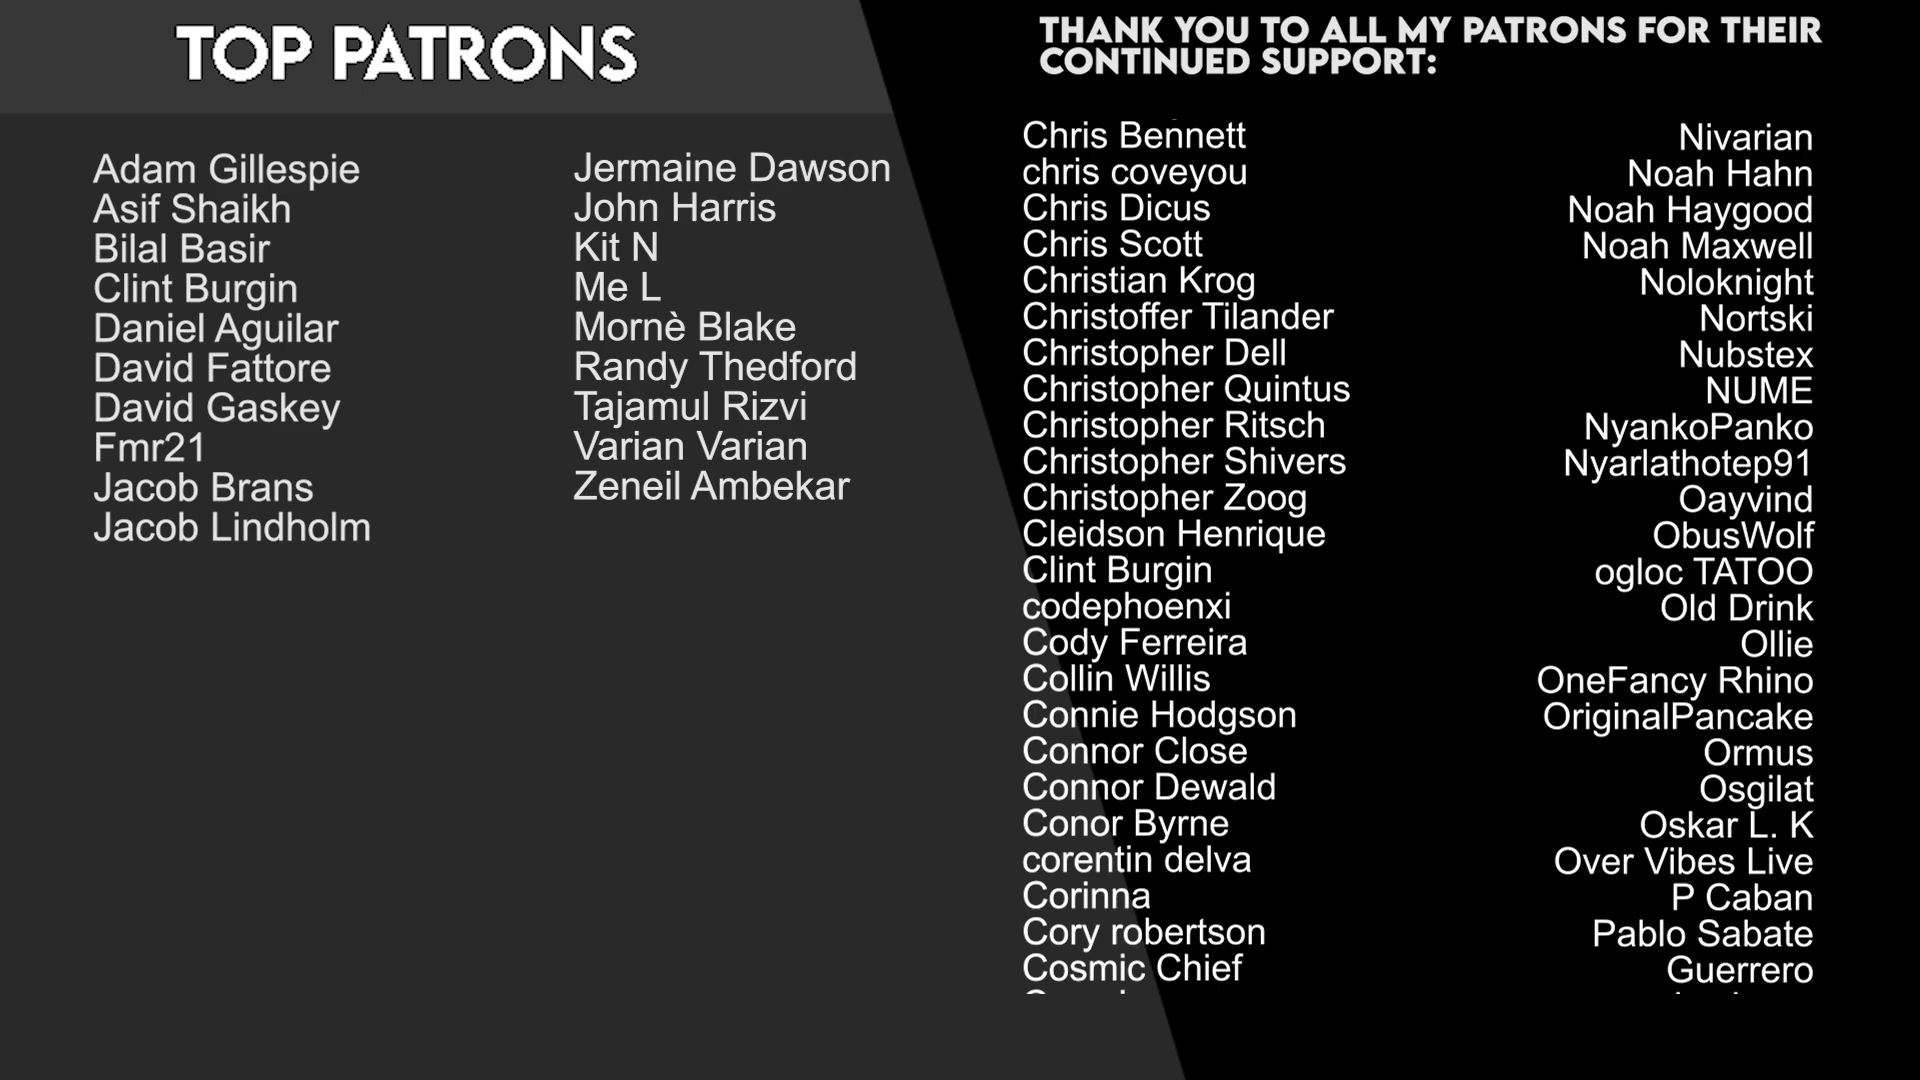 TOP PATRONS
Adam Gillespie
Asif Shaikh
Bilal Basir
Clint Burgin
Daniel Aguilar
David Fattore
David Gaskey
Fmr21
Jacob Brans
Jacob Lindholm
Jermaine Dawson
John Harris
Kit N
Me L
Mornè Blake
Randy Thedford
Tajamul Rizvi
Varian Varian
Zeneil Ambekar
THANK YOU TO ALL MY PATRONS FOR THEIR
CONTINUED SUPPORT:
Chris Bennett
chris coveyou
Chris Dicus
Chris Scott
Christian Krog
Christoffer Tilander
Christopher Dell
Christopher Quintus
Christopher Ritsch
Christopher Shivers
Christopher Zoog
Cleidson Henrique
Clint Burgin
codephoenxi
Cody Ferreira
Collin Willis
Connie Hodgson
Connor Close
Connor Dewald
Conor Byrne
corentin delva
Corinna
Cory robertson
Cosmic Chief
Nivarian
Noah Hahn
Noah Haygood
Noah Maxwell
Noloknight
Nortski
Nubstex
NUME
NyankoPanko
Nyarlathotep91
Oayvind
ObusWolf
ogloc TATOO
Old Drink
Ollie
OneFancy Rhino
OriginalPancake
Ormus
Osgilat
Oskar L. K
Over Vibes Live
P Caban
Pablo Sabate
Guerrero